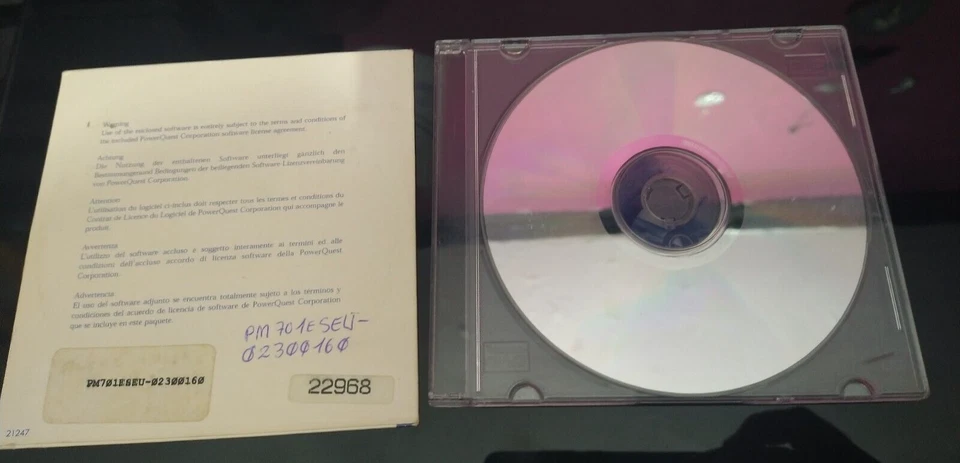 Warning
Use of the enclosed software is entirely subject to the terms and conditions of
the included PowerQuest Corporation software license agreement.
Achtung
Die Nutzung der enthaltenen Software unterliegt gänzlich den
Bestimmungen und Bedingungen der beiliegenden Software-Lizenzvereinbarung
von PowerQuest Corporation.
Attention
L'utilisation du logiciel ci-inclus doit respecter tous les termes et conditions du
Contrat de Licence du Logiciel de PowerQuest Corporation qui accompagne le
produit.
Avvertenza
L'utilizzo del software accluso è soggetto interamente ai termini ed alle
condizioni dell'accluso accordo di licenza software della PowerQuest
Corporation.
Advertencia
El uso del software adjunto se encuentra totalmente sujeto a los términos y
condiciones del acuerdo de licencia de software de PowerQuest Corporation
que se incluye en este paquete.
PM701ESEU-
02300160
PM701ESEU-02300160
22968
21247